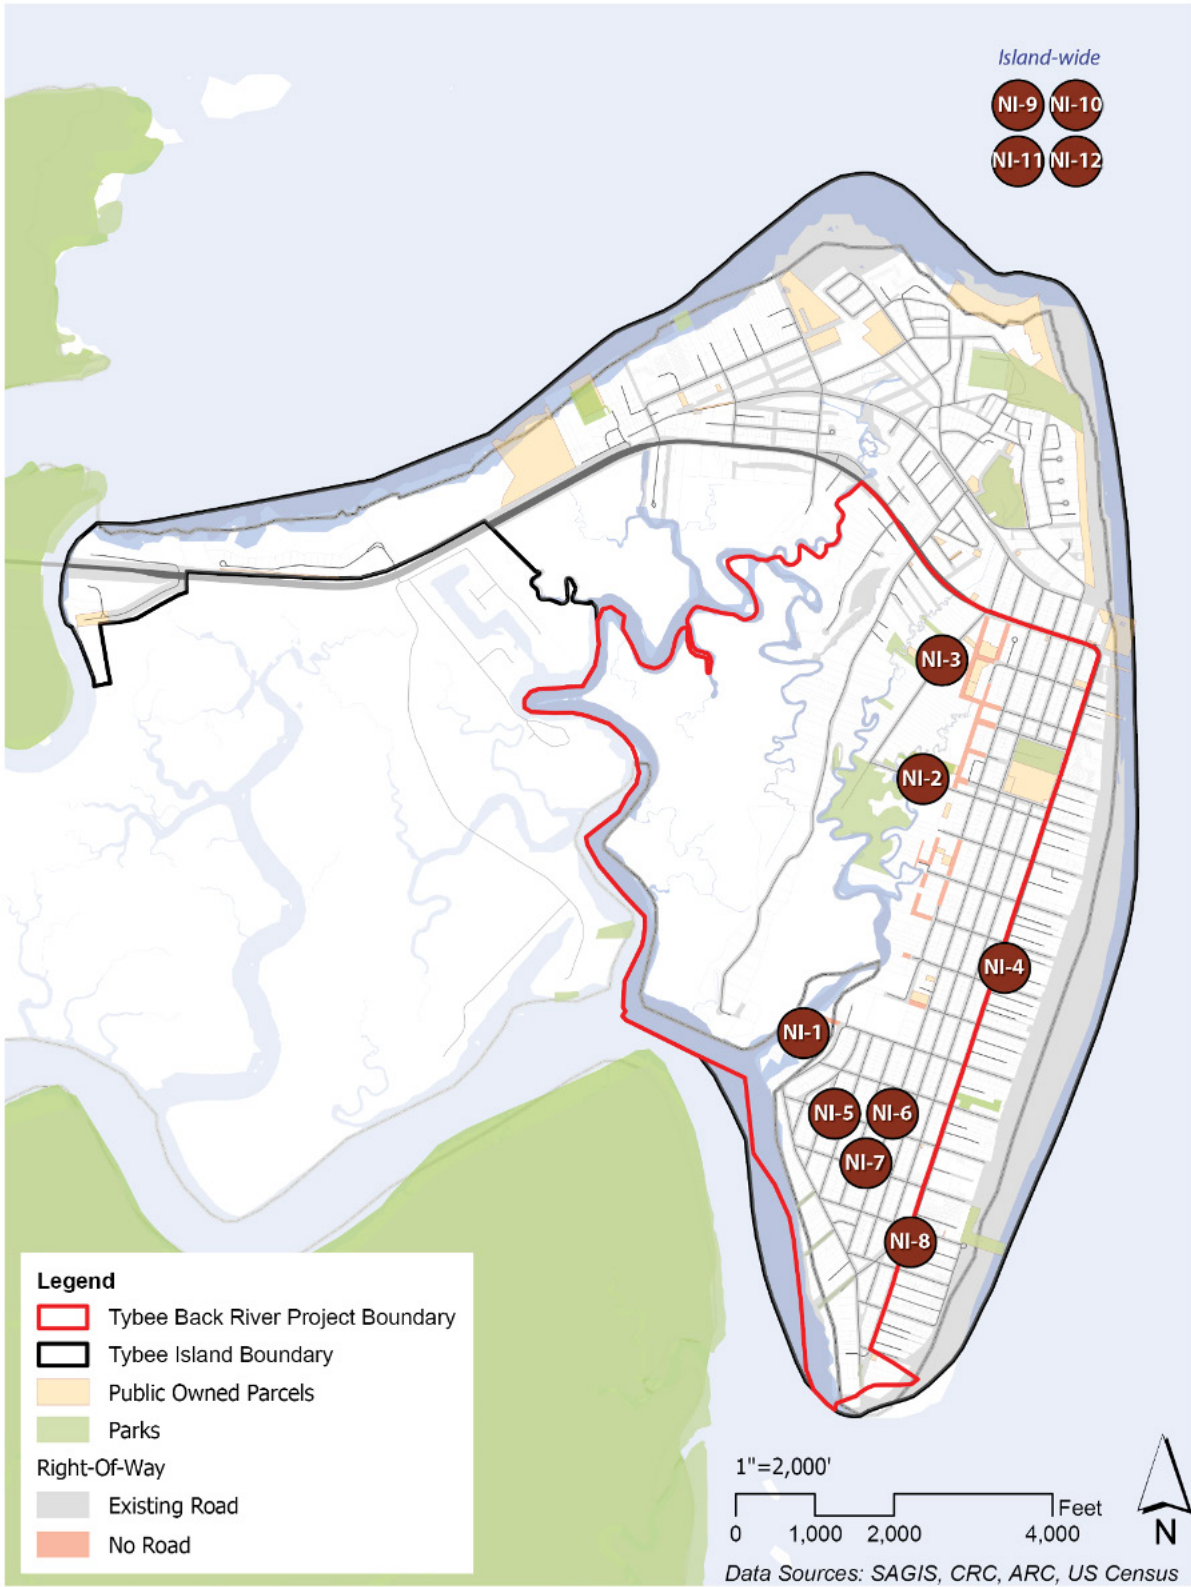 Island-wide
NI-9 NI-10
NI-11 NI-12
NI-3
NI-2
NI-4
NI-1
NI-5 NI-6
NI-7
NI-8
Legend
Tybee Back River Project Boundary
Tybee Island Boundary
Public Owned Parcels
Parks
Right-Of-Way
Existing Road
No Road
1"=2,000'
Feet
0 1,000 2,000 4,000
N
Data Sources: SAGIS, CRC, ARC, US Census